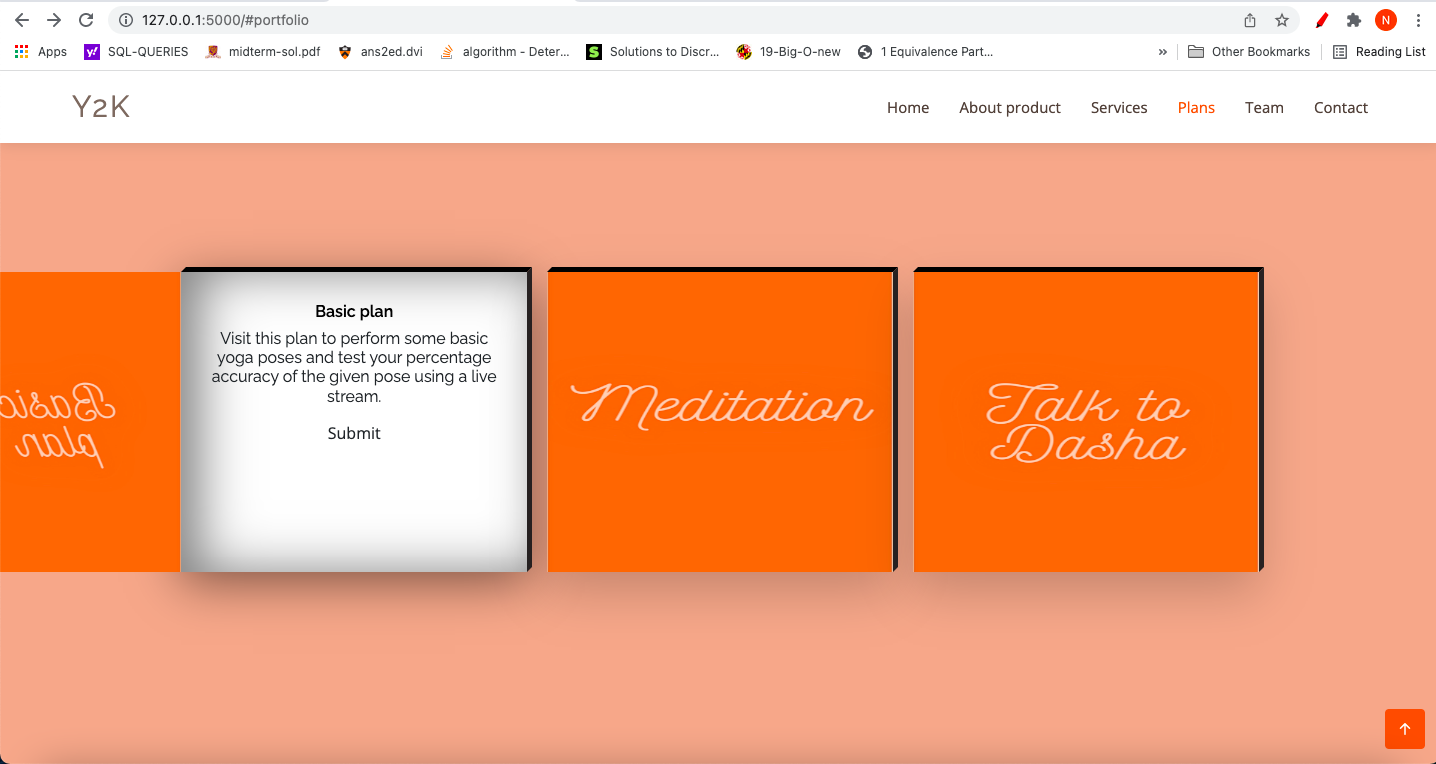 127.0.0.1:5000/#portfolio
N
Apps SQL-QUERIES midterm-sol.pdf ans2ed.dvi algorithm - Deter... Solutions to Discr... 19-Big-O-new 1 Equivalence Part... » Other Bookmarks Reading List
Y2K
Home About product Services Plans Team Contact
Basic plan
Visit this plan to perform some basic
yoga poses and test your percentage
accuracy of the given pose using a live
stream.
Submit
Basic
plan
Meditation
Talk to
Dasha